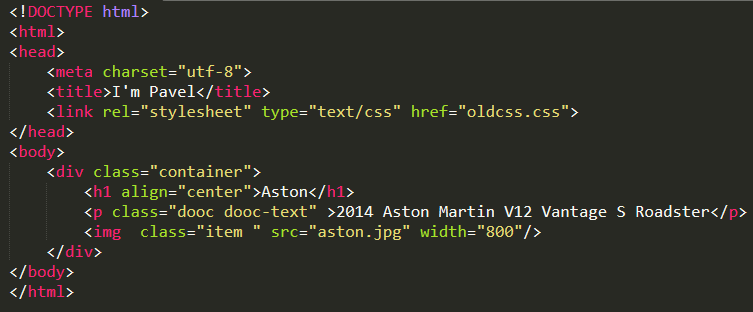 <!DOCTYPE html>
<html>
<head>
    <meta charset="utf-8">
    <title>I'm Pavel</title>
    <link rel="stylesheet" type="text/css" href="oldcss.css">
</head>
<body>
    <div class="container">
        <h1 align="center">Aston</h1>
        <p class="dooc dooc-text" >2014 Aston Martin V12 Vantage S Roadster</p>
        <img  class="item " src="aston.jpg" width="800"/>
    </div>
</body>
</html>